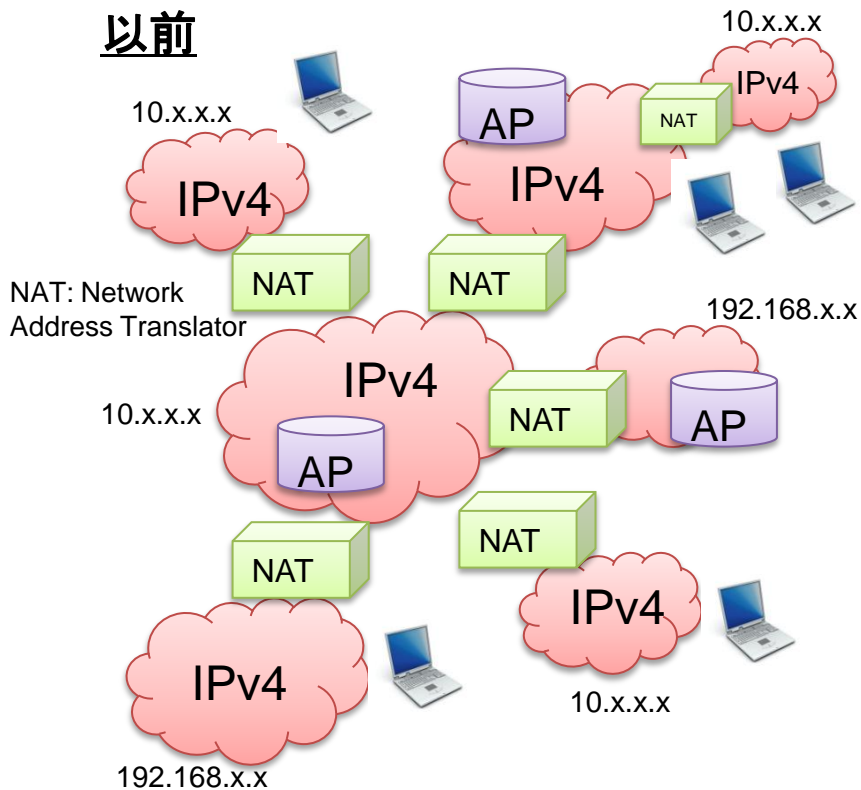 以前
10.x.x.x
IPv4
AP
NAT
10.x.x.x
IPv4
IPv4
NAT
NAT
NAT: Network
Address Translator
192.168.x.x
IPv4
NAT
AP
10.x.x.x
AP
NAT
NAT
IPv4
IPv4
10.x.x.x
192.168.x.x